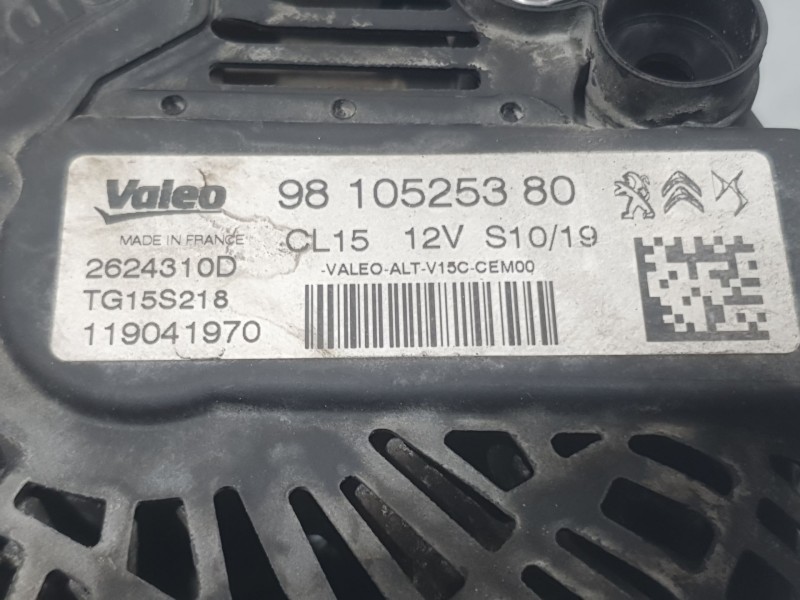 Valeo
98 105253 80
MADE IN FRANCE
CL15 12V S10/19
2624310D
-VALEO-ALT-V15C-CEM00
TG15S218
119041970